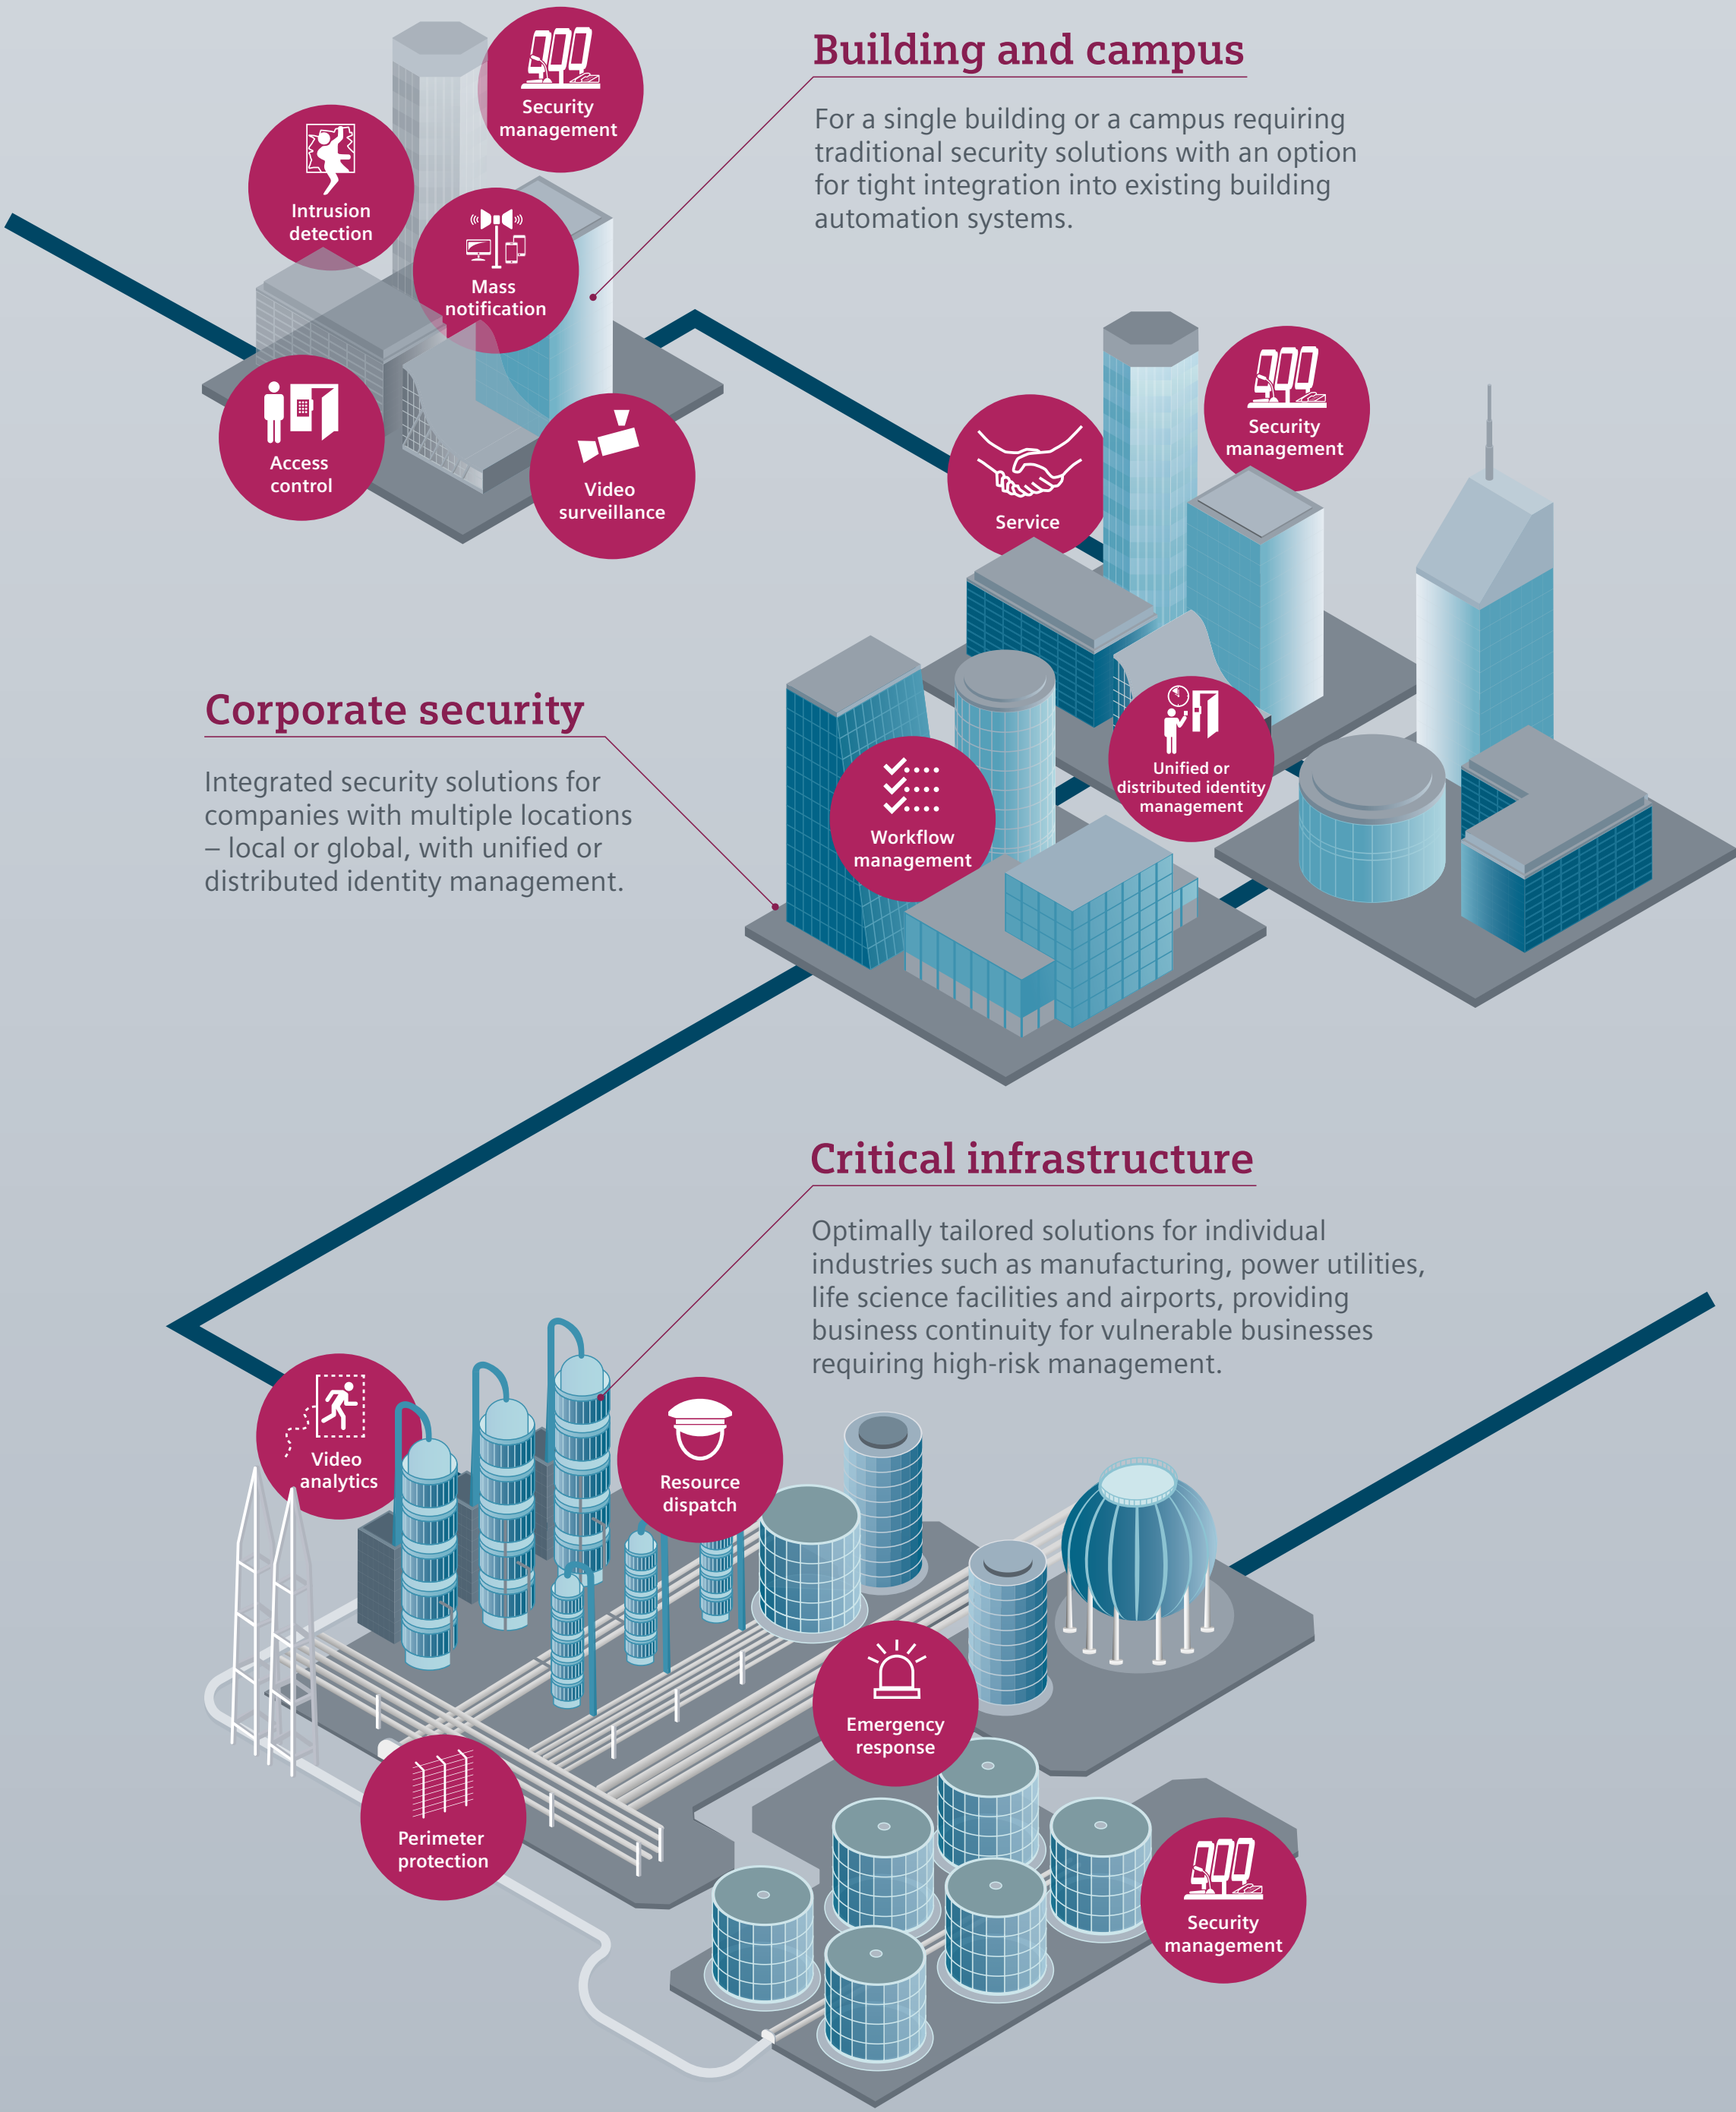 Building and campus
For a single building or a campus requiring
traditional security solutions with an option
for tight integration into existing building
automation systems.
Security
management
Intrusion
detection
Mass
notification
Access
control
Video
surveillance
Service
Security
management
Corporate security
Integrated security solutions for
companies with multiple locations
– local or global, with unified or
distributed identity management.
Workflow
management
Unified or
distributed identity
management
Critical infrastructure
Optimally tailored solutions for individual
industries such as manufacturing, power utilities,
life science facilities and airports, providing
business continuity for vulnerable businesses
requiring high-risk management.
Video
analytics
Resource
dispatch
Emergency
response
Perimeter
protection
Security
management